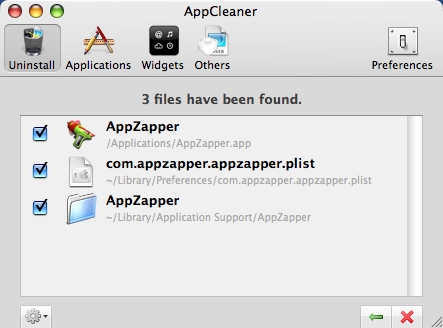 AppCleaner
Uninstall Applications Widgets Others Preferences
3 files have been found.
AppZapper
/Applications/AppZapper.app
com.appzapper.appzapper.plist
~/Library/Preferences/com.appzapper.appzapper.plist
AppZapper
~/Library/Application Support/AppZapper